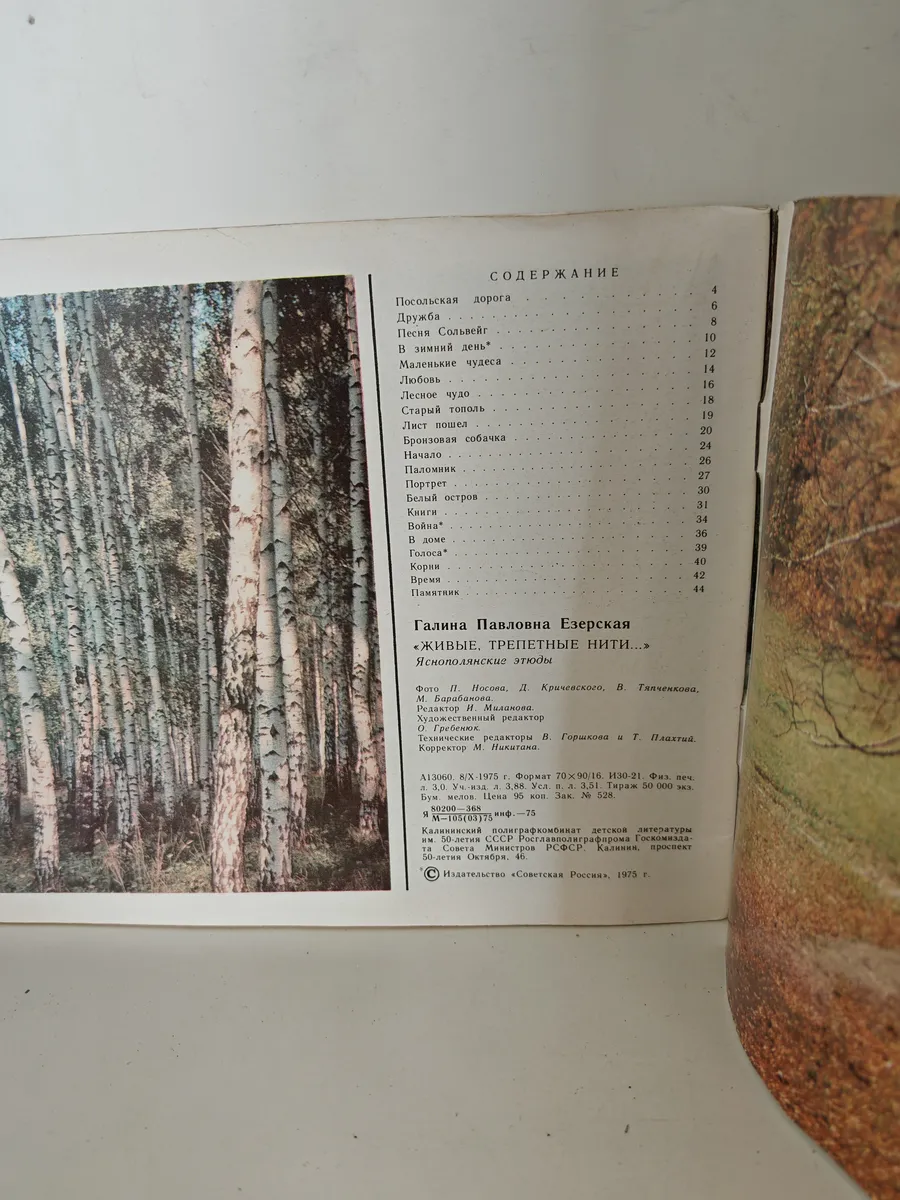 СОДЕРЖАНИЕ
Посольская дорога . . . . . . . . . . 4
Дружба . . . . . . . . . . 6
Песня Сольвейг . . . . . . . . . . 8
В зимний день* . . . . . . . . . . 10
Маленькие чудеса . . . . . . . . . . 12
Любовь . . . . . . . . . . 14
Лесное чудо . . . . . . . . . . 16
Старый тополь . . . . . . . . . . 18
Лист пошел . . . . . . . . . . 19
Бронзовая собачка . . . . . . . . . . 20
Начало . . . . . . . . . . 24
Паломник . . . . . . . . . . 26
Портрет . . . . . . . . . . 27
Белый остров . . . . . . . . . . 30
Книги . . . . . . . . . . 31
Война* . . . . . . . . . . 34
В доме . . . . . . . . . . 36
Голоса* . . . . . . . . . . 39
Корни . . . . . . . . . . 40
Время . . . . . . . . . . 42
Памятник . . . . . . . . . . 44
Галина Павловна Езерская
«ЖИВЫЕ, ТРЕПЕТНЫЕ НИТИ...»
Яснополянские этюды
Фото П. Носова, Д. Кричевского, В. Тяпченкова,
М. Барабанова.
Редактор И. Миланова.
Художественный редактор
О. Гребенюк.
Технические редакторы В. Горшкова и Т. Плахтий.
Корректор М. Никитана.
А13060. 8/X-1975 г. Формат 70×90/16. И30-21. Физ. печ.
л. 3,0. Уч.-изд. л. 3,88. Усл. п. л. 3,51. Тираж 50 000 экз.
Бум. мелов. Цена 95 коп. Зак. № 528.
Я 80200—368
М-105(03)75 инф.—75
Калининский полиграфкомбинат детской литературы
им. 50-летия СССР Росглавполиграфпрома Госкомизда-
та Совета Министров РСФСР. Калинин, проспект
50-летия Октября, 46.
*© Издательство «Советская Россия», 1975 г.